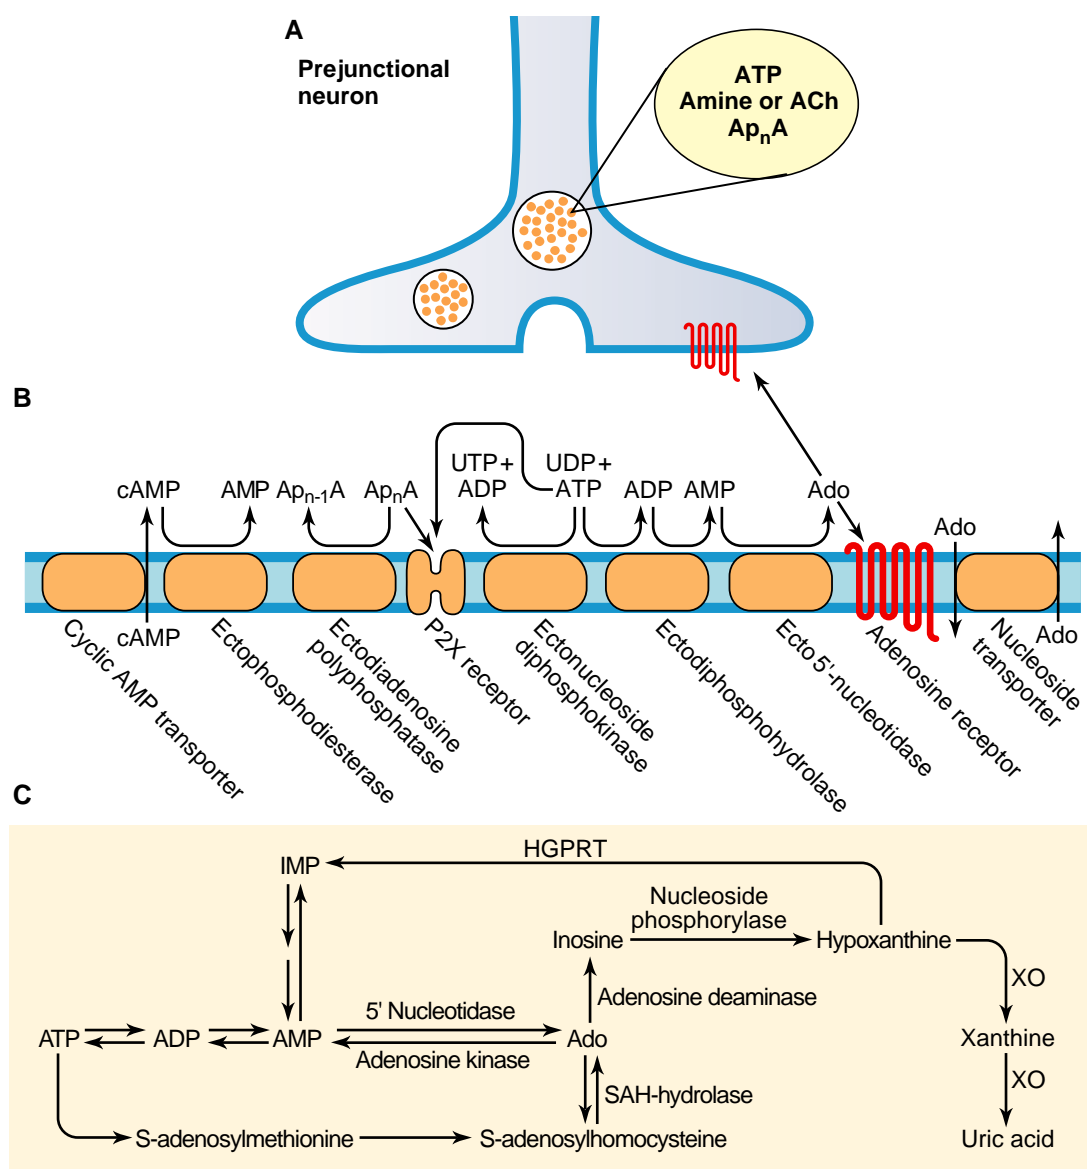 A
Prejunctional
neuron
ATP
Amine or ACh
ApnA
B
cAMP
AMP
Apn-1A
ApnA
UTP+
ADP
UDP+
ATP
ADP
AMP
Ado
Ado
cAMP
Ado
Cyclic AMP transporter
Ectophosphodiesterase
Ectodiadenosine
polyphosphatase
P2X receptor
Ectonucleoside
diphosphokinase
Ectodiphosphohydrolase
Ecto 5'-nucleotidase
Adenosine receptor
Nucleoside
transporter
C
HGPRT
IMP
Nucleoside
phosphorylase
Inosine
Hypoxanthine
XO
Adenosine deaminase
5' Nucleotidase
ATP
ADP
AMP
Ado
Xanthine
Adenosine kinase
XO
SAH-hydrolase
S-adenosylmethionine
S-adenosylhomocysteine
Uric acid